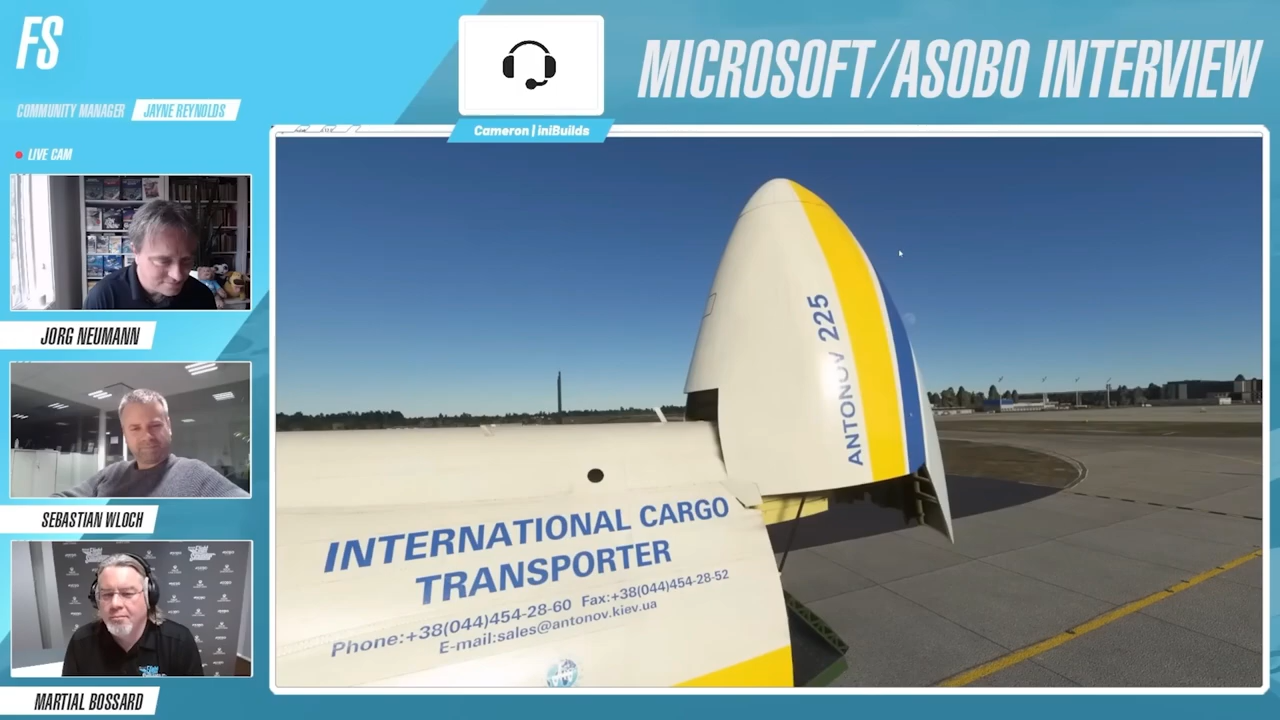 FS
MICROSOFT/ASOBO INTERVIEW
COMMUNITY MANAGER JAYNE REYNOLDS
Cameron | iniBuilds
LIVE CAM
JORG NEUMANN
SEBASTIAN WLOCH
MARTIAL BOSSARD
ANTONOV 225
INTERNATIONAL CARGO
TRANSPORTER
Phone:+38(044)454-28-60 Fax:+38(044)454-28-52
E-mail:sales@antonov.kiev.ua